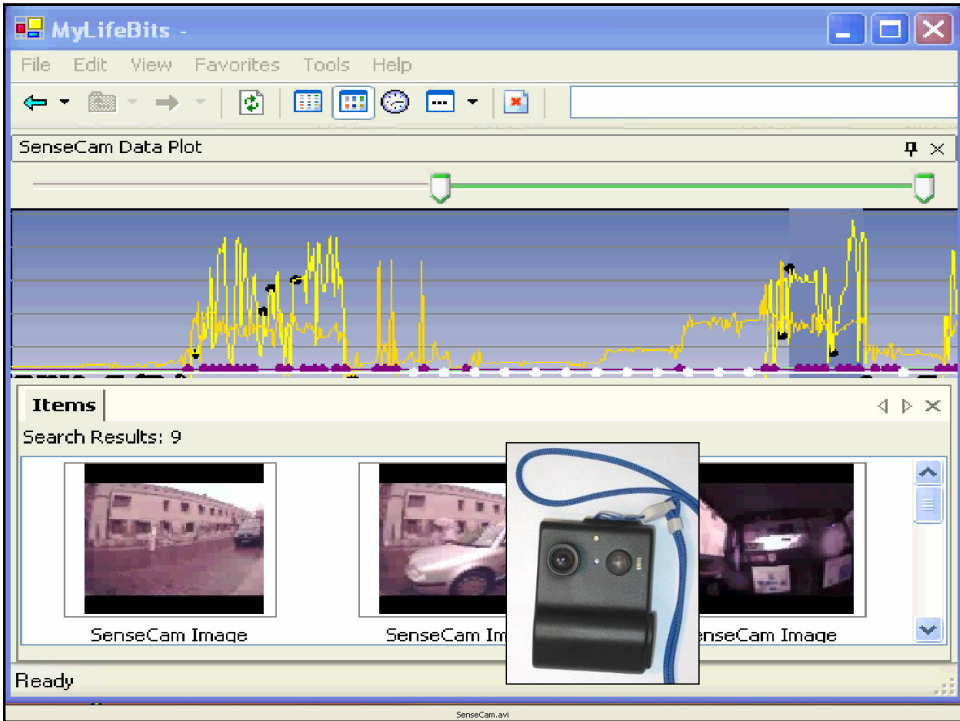 MyLifeBits -
File Edit View Favorites Tools Help
SenseCam Data Plot
Items
Search Results: 9
SenseCam Image SenseCam Im enseCam Image
Ready
SenseCam.avi